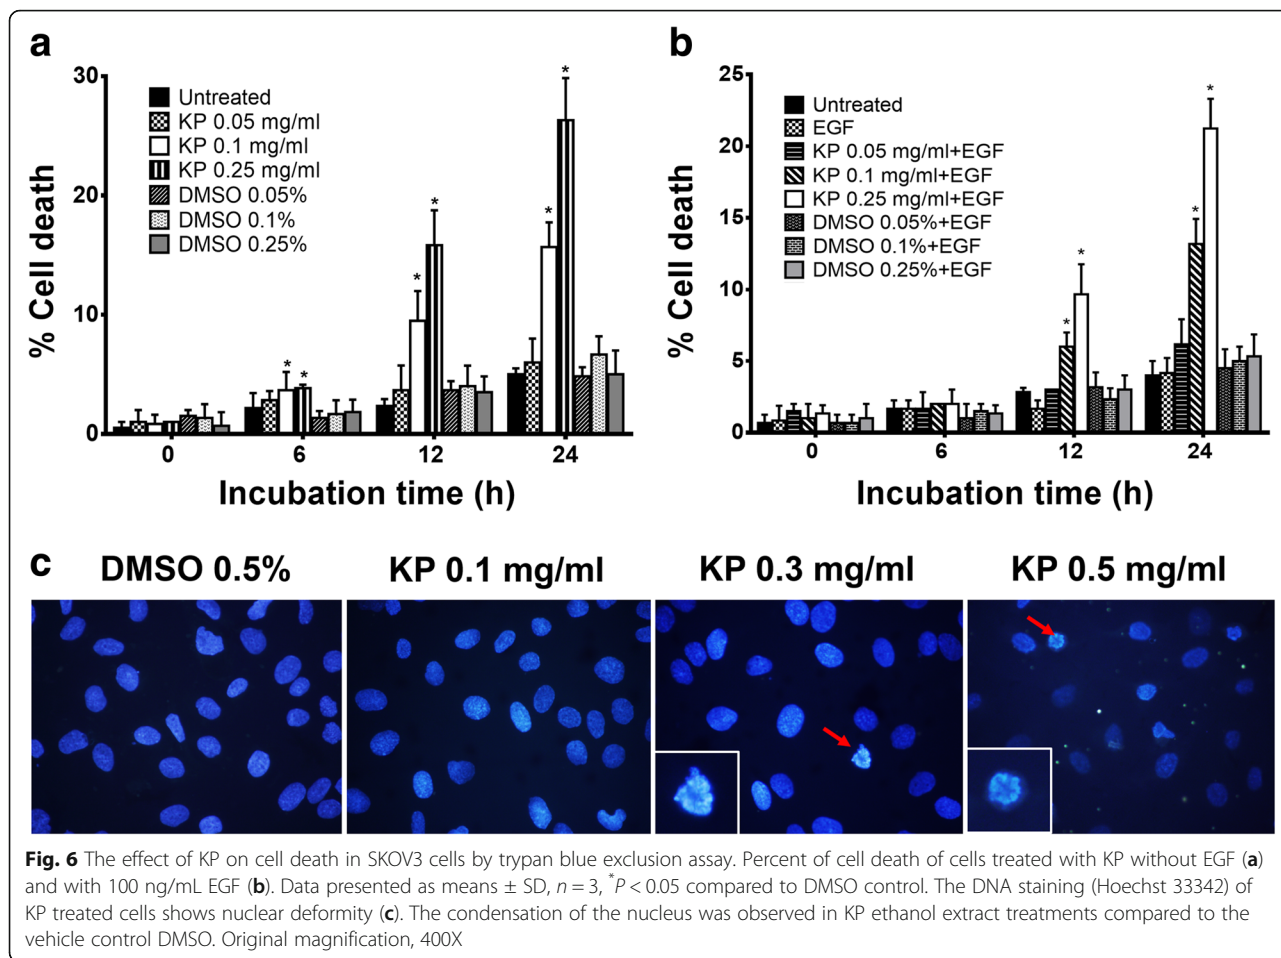 a
30
20
10
0
% Cell death
Untreated
KP 0.05 mg/ml
KP 0.1 mg/ml
KP 0.25 mg/ml
DMSO 0.05%
DMSO 0.1%
DMSO 0.25%
* * * * * *
0 6 12 24
Incubation time (h)
b
25
20
15
10
5
0
% Cell death
Untreated
EGF
KP 0.05 mg/ml+EGF
KP 0.1 mg/ml+EGF
KP 0.25 mg/ml+EGF
DMSO 0.05%+EGF
DMSO 0.1%+EGF
DMSO 0.25%+EGF
* * * *
0 6 12 24
Incubation time (h)
c
DMSO 0.5% KP 0.1 mg/ml KP 0.3 mg/ml KP 0.5 mg/ml
Fig. 6 The effect of KP on cell death in SKOV3 cells by trypan blue exclusion assay. Percent of cell death of cells treated with KP without EGF (a)
and with 100 ng/mL EGF (b). Data presented as means ± SD, n = 3, *P < 0.05 compared to DMSO control. The DNA staining (Hoechst 33342) of
KP treated cells shows nuclear deformity (c). The condensation of the nucleus was observed in KP ethanol extract treatments compared to the
vehicle control DMSO. Original magnification, 400X